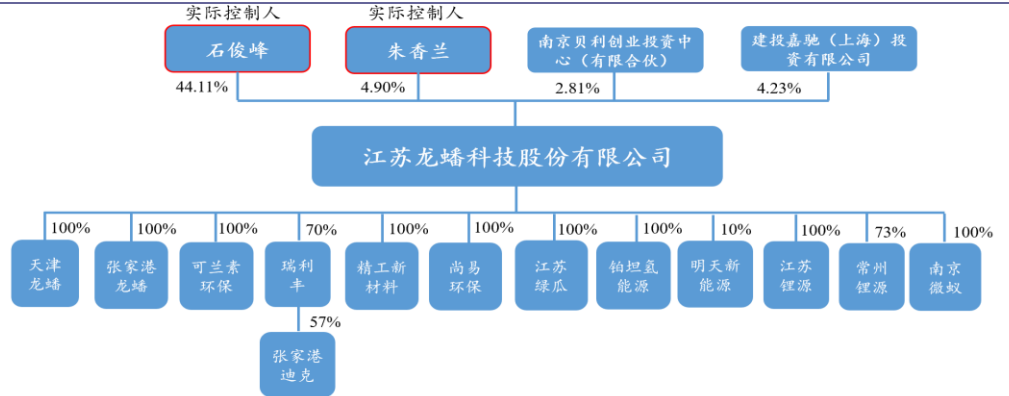 实际控制人
实际控制人
石俊峰
朱香兰
南京贝利创业投资中
心（有限合伙）
建投嘉驰（上海）投
资有限公司
44.11%
4.90%
2.81%
4.23%
江苏龙蟠科技股份有限公司
100%
100%
100%
70%
100%
100%
100%
100%
10%
100%
73%
100%
天津
龙蟠
张家港
龙蟠
可兰素
环保
瑞利
丰
精工新
材料
尚易
环保
江苏
绿瓜
铂坦氢
能源
明天新
能源
江苏
锂源
常州
锂源
南京
微蚁
57%
张家港
迪克